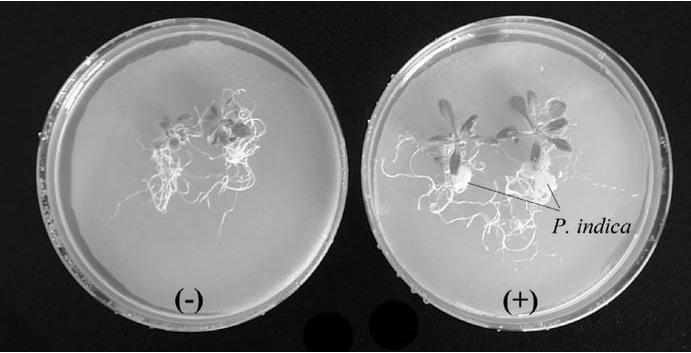 P. indica
(-)
(+)